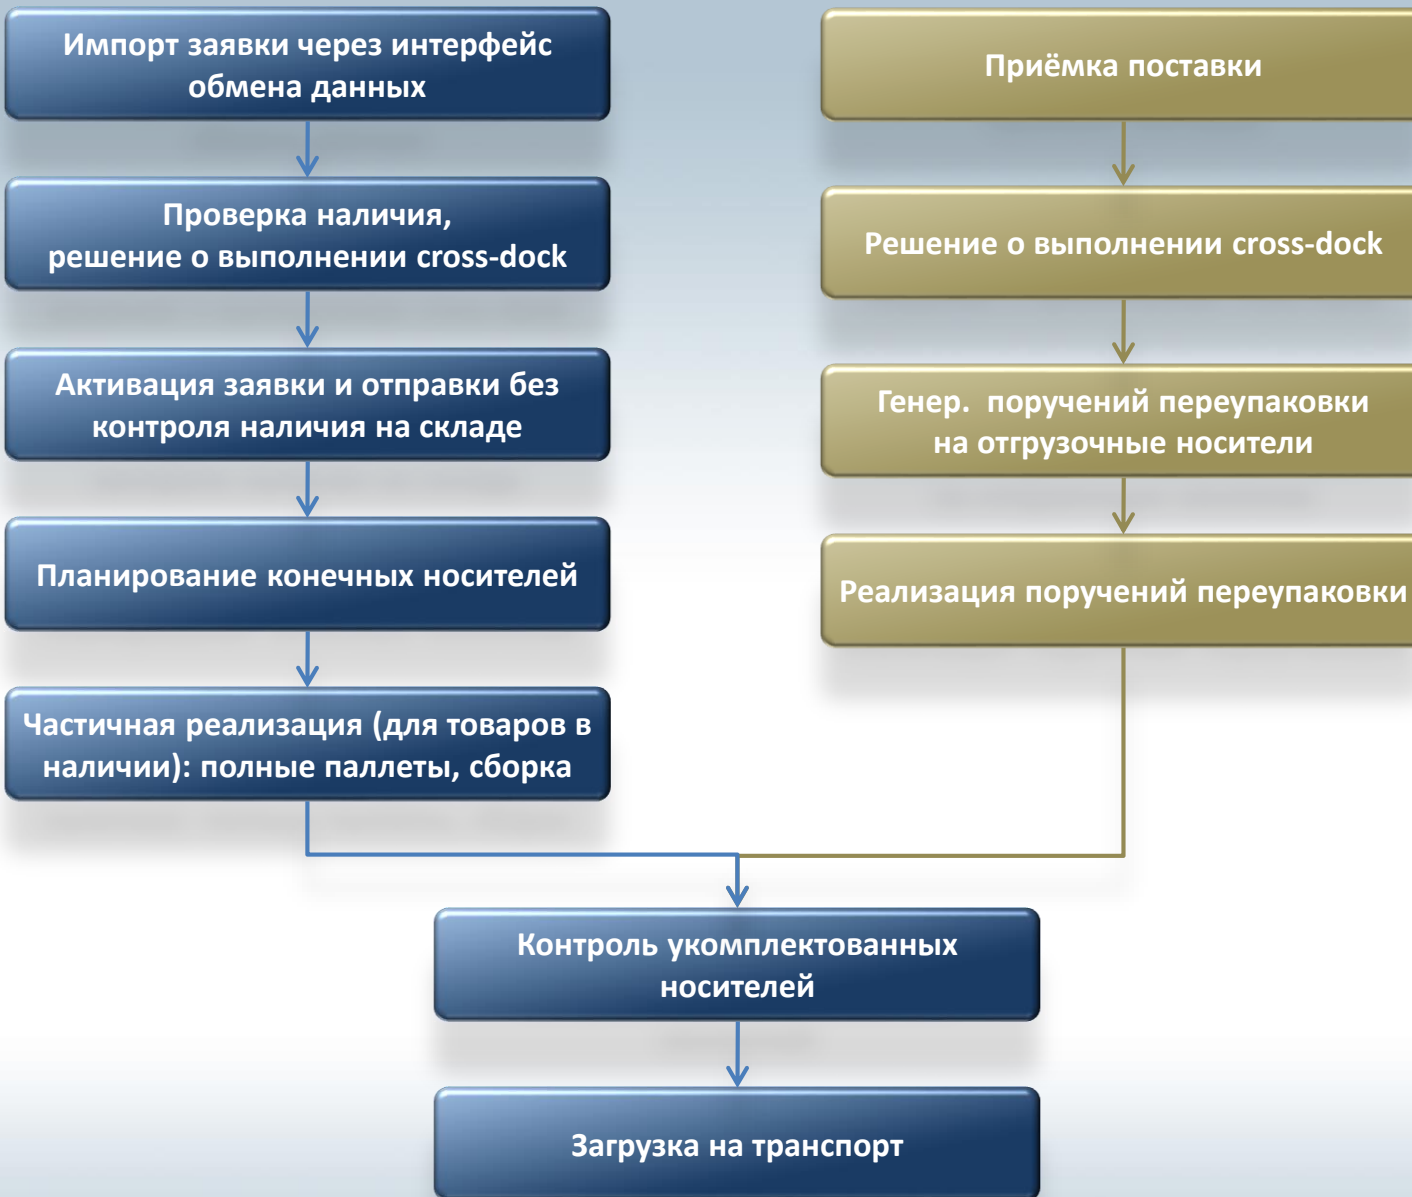 Импорт заявки через интерфейс
обмена данных
Проверка наличия,
решение о выполнении cross-dock
Активация заявки и отправки без
контроля наличия на складе
Планирование конечных носителей
Частичная реализация (для товаров в
наличии): полные паллеты, сборка
Приёмка поставки
Решение о выполнении cross-dock
Генер. поручений переупаковки
на отгрузочные носители
Реализация поручений переупаковки
Контроль укомплектованных
носителей
Загрузка на транспорт